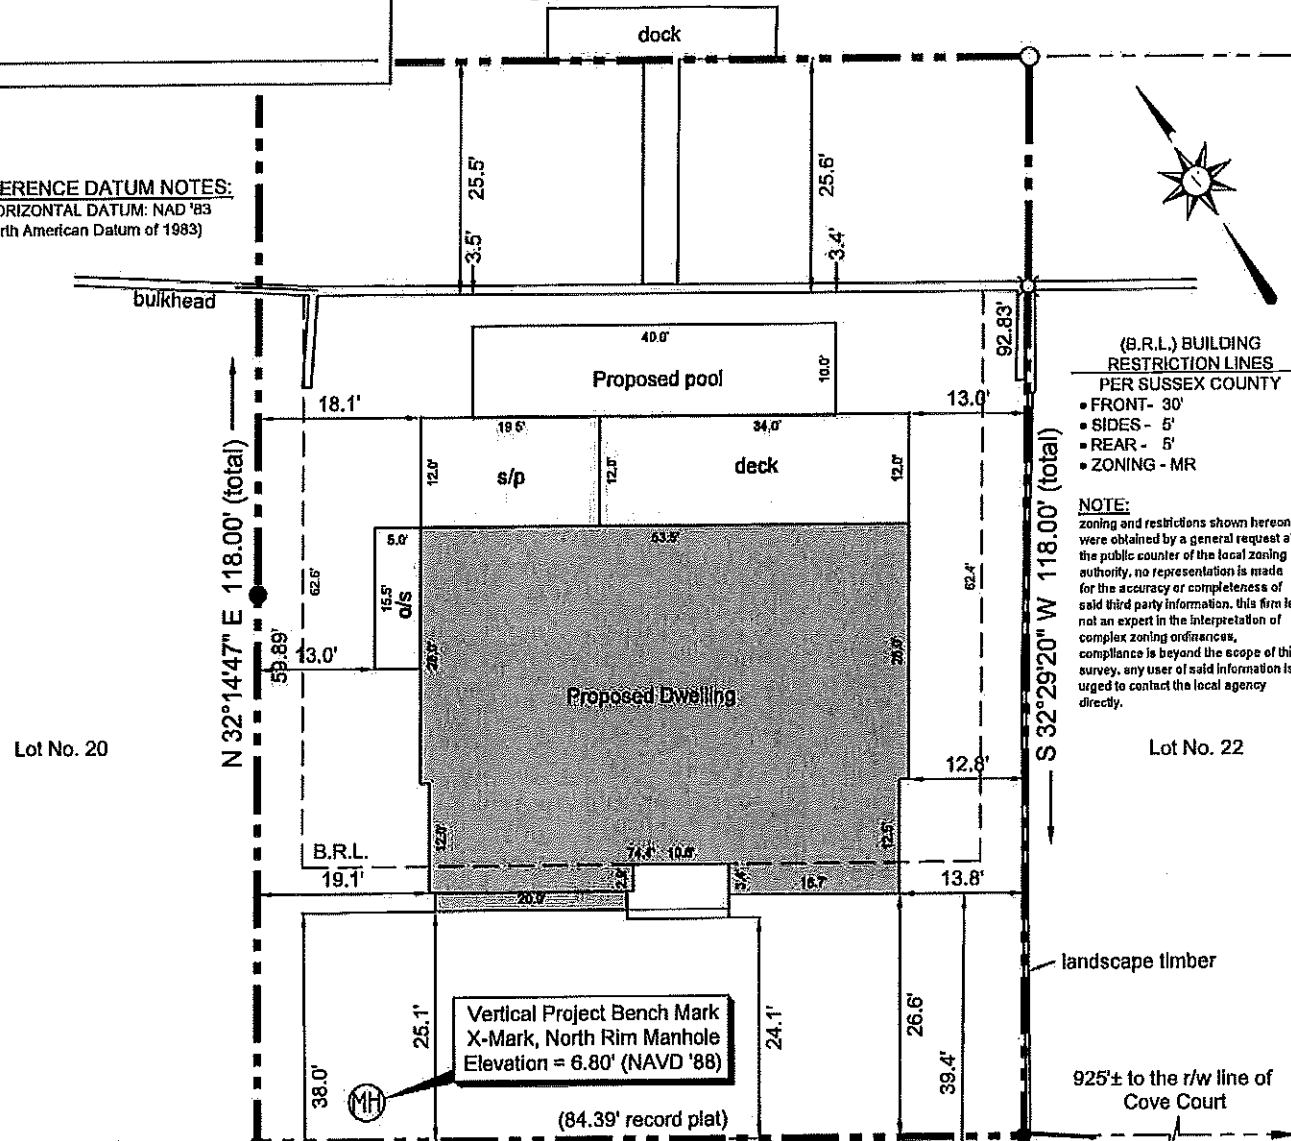 dock
25.5'
25.6'
3.5'
3.4'
ERENCE DATUM NOTES:
ORIZONTAL DATUM: NAD '83
rth American Datum of 1983)
bulkhead
92.83'
(B.R.L.) BUILDING
RESTRICTION LINES
PER SUSSEX COUNTY
• FRONT- 30'
• SIDES - 5'
• REAR - 5'
• ZONING - MR
40.0'
Proposed pool
10.0'
18.1'
13.0'
19.5'
34.0'
12.0'
s/p
12.0'
deck
12.0'
NOTE:
zoning and restrictions shown hereon
were obtained by a general request a
the public counter of the local zoning
authority, no representation is made
for the accuracy or completeness of
said third party information. this firm is
not an expert in the interpretation of
complex zoning ordinances,
compliance is beyond the scope of thi
survey. any user of said information is
urged to contact the local agency
directly.
N 32°14'47" E 118.00' (total)
S 32°29'20" W 118.00' (total)
5.0'
53.5'
62.6'
62.4'
15.5'
o/s
59.89'
13.0'
28.0'
Proposed Dwelling
Lot No. 20
Lot No. 22
12.8'
12.0'
12.5'
B.R.L.
74.4'
10.6'
19.1'
13.8'
20.0'
16.7'
38.0'
25.1'
Vertical Project Bench Mark
X-Mark, North Rim Manhole
Elevation = 6.80' (NAVD '88)
24.1'
26.6'
39.4'
landscape timber
MH
(84.39' record plat)
925'± to the r/w line of
Cove Court